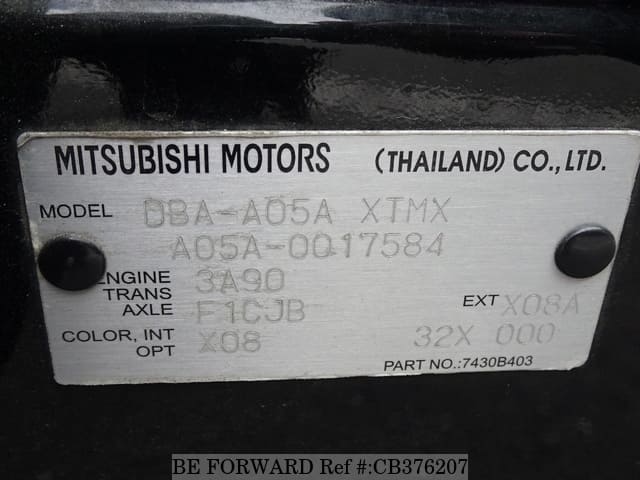 MITSUBISHI MOTORS (THAILAND) CO., LTD.
MODEL DBA-A05A XTMX
A05A-0017584
ENGINE 3A90
TRANS
AXLE F1CJB EXT X08A
COLOR, INT X08 32X 000
OPT
PART NO.:7430B403
BE FORWARD Ref #:CB376207